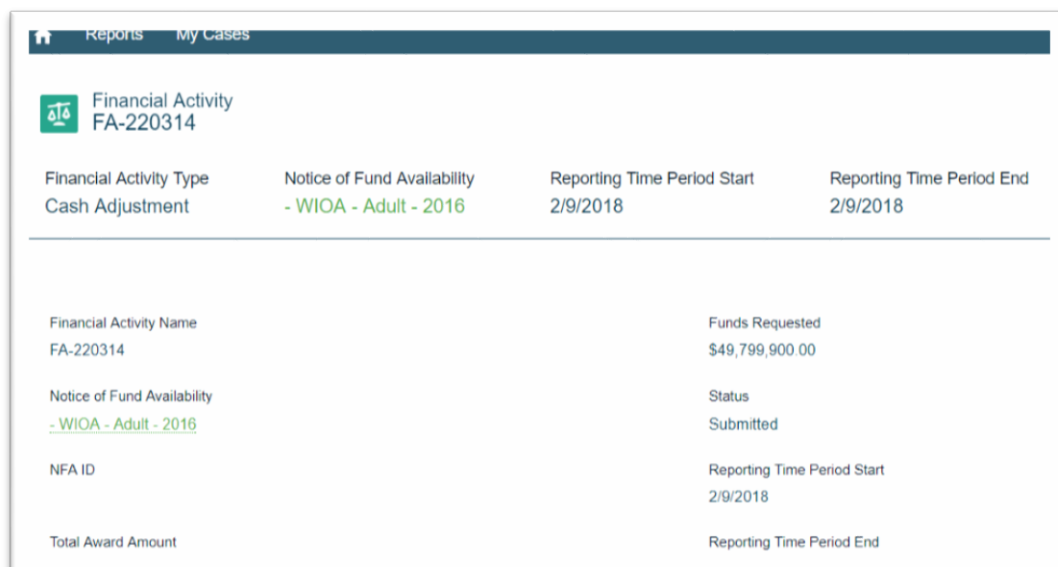 Reports My Cases
Financial Activity
FA-220314
Financial Activity Type Notice of Fund Availability Reporting Time Period Start Reporting Time Period End
Cash Adjustment - WIOA - Adult - 2016 2/9/2018 2/9/2018
Financial Activity Name Funds Requested
FA-220314 $49,799,900.00
Notice of Fund Availability Status
- WIOA - Adult - 2016 Submitted
NFA ID Reporting Time Period Start
2/9/2018
Total Award Amount Reporting Time Period End